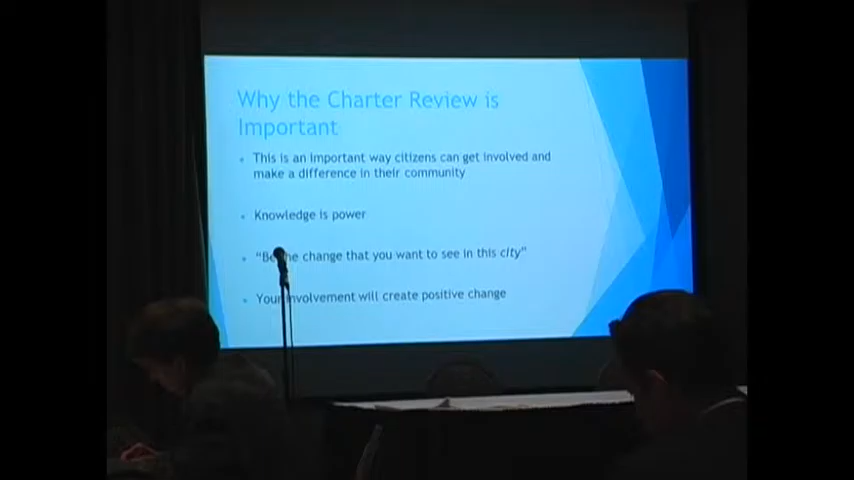 Why the Charter Review is
Important
This is an important way citizens can get involved and
make a difference in their community
Knowledge is power
"Be the change that you want to see in this city"
Your involvement will create positive change